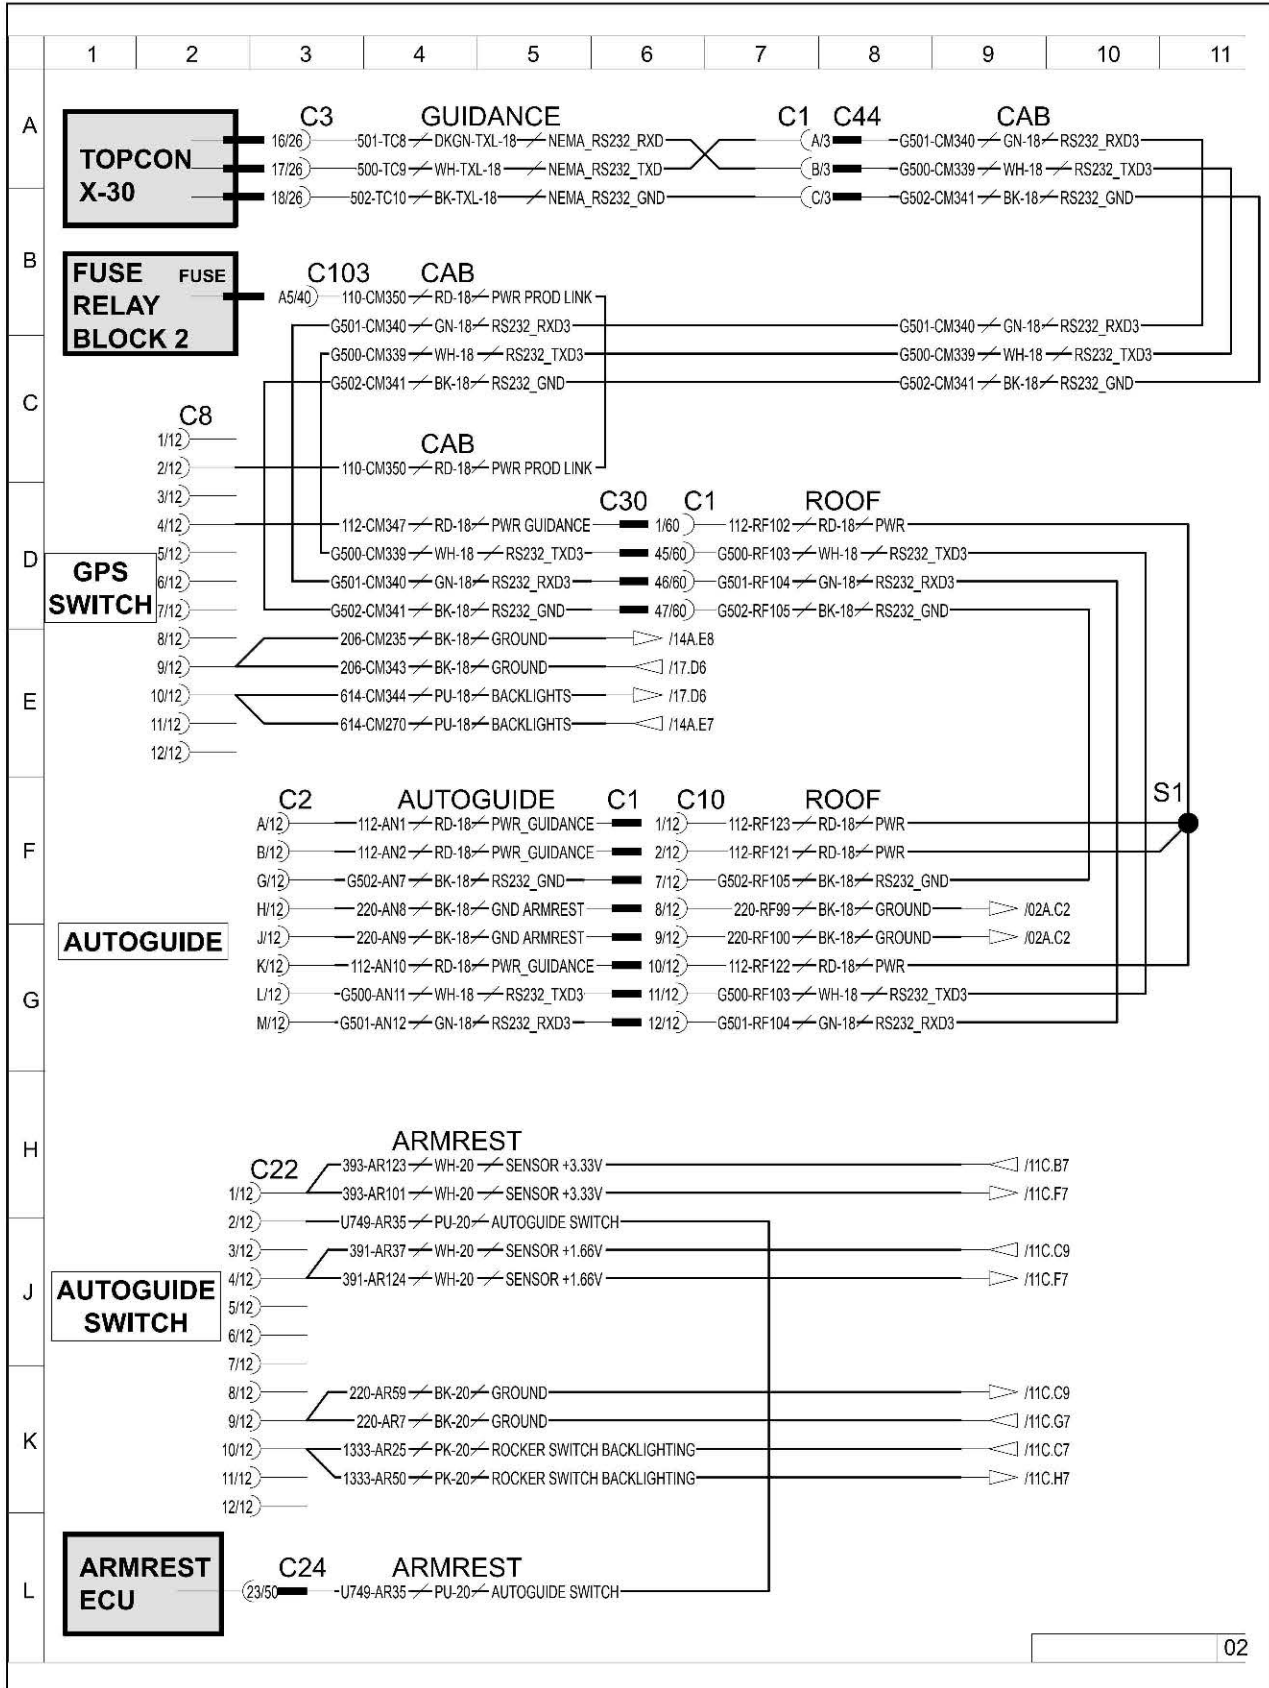 1 2 3 4 5 6 7 8 9 10 11
A C3 GUIDANCE C1 C44 CAB
TOPCON X-30
16/26 501-TC8 DKGN-TXL-18 NEMA_RS232_RXD A/3 G501-CM340 GN-18 RS232_RXD3
17/26 500-TC9 WH-TXL-18 NEMA_RS232_TXD B/3 G500-CM339 WH-18 RS232_TXD3
18/26 502-TC10 BK-TXL-18 NEMA_RS232_GND C/3 G502-CM341 BK-18 RS232_GND
B
FUSE FUSE C103 CAB
RELAY A5/40 110-CM350 RD-18 PWR PROD LINK
BLOCK 2 G501-CM340 GN-18 RS232_RXD3 G501-CM340 GN-18 RS232_RXD3
G500-CM339 WH-18 RS232_TXD3 G500-CM339 WH-18 RS232_TXD3
G502-CM341 BK-18 RS232_GND G502-CM341 BK-18 RS232_GND
C
C8
1/12 CAB
2/12 110-CM350 RD-18 PWR PROD LINK
3/12 C30 C1 ROOF
4/12 112-CM347 RD-18 PWR GUIDANCE 1/60 112-RF102 RD-18 PWR
D
5/12 G500-CM339 WH-18 RS232_TXD3 45/60 G500-RF103 WH-18 RS232_TXD3
GPS
6/12 G501-CM340 GN-18 RS232_RXD3 46/60 G501-RF104 GN-18 RS232_RXD3
SWITCH
7/12 G502-CM341 BK-18 RS232_GND 47/60 G502-RF105 BK-18 RS232_GND
8/12 206-CM235 BK-18 GROUND /14A.E8
9/12 206-CM343 BK-18 GROUND /17.D6
E 10/12 614-CM344 PU-18 BACKLIGHTS /17.D6
11/12 614-CM270 PU-18 BACKLIGHTS /14A.E7
12/12
S1
C2 AUTOGUIDE C1 C10 ROOF
A/12 112-AN1 RD-18 PWR_GUIDANCE 1/12 112-RF123 RD-18 PWR
F B/12 112-AN2 RD-18 PWR_GUIDANCE 2/12 112-RF121 RD-18 PWR
G/12 G502-AN7 BK-18 RS232_GND 7/12 G502-RF105 BK-18 RS232_GND
H/12 220-AN8 BK-18 GND ARMREST 8/12 220-RF99 BK-18 GROUND /02A.C2
AUTOGUIDE J/12 220-AN9 BK-18 GND ARMREST 9/12 220-RF100 BK-18 GROUND /02A.C2
K/12 112-AN10 RD-18 PWR_GUIDANCE 10/12 112-RF122 RD-18 PWR
G L/12 G500-AN11 WH-18 RS232_TXD3 11/12 G500-RF103 WH-18 RS232_TXD3
M/12 G501-AN12 GN-18 RS232_RXD3 12/12 G501-RF104 GN-18 RS232_RXD3
H ARMREST
C22 393-AR123 WH-20 SENSOR +3.33V /11C.B7
1/12 393-AR101 WH-20 SENSOR +3.33V /11C.F7
2/12 U749-AR35 PU-20 AUTOGUIDE SWITCH
3/12 391-AR37 WH-20 SENSOR +1.66V /11C.C9
J AUTOGUIDE 4/12 391-AR124 WH-20 SENSOR +1.66V /11C.F7
SWITCH 5/12
6/12
7/12
8/12 220-AR59 BK-20 GROUND /11C.C9
9/12 220-AR7 BK-20 GROUND /11C.G7
K 10/12 1333-AR25 PK-20 ROCKER SWITCH BACKLIGHTING /11C.C7
11/12 1333-AR50 PK-20 ROCKER SWITCH BACKLIGHTING /11C.H7
12/12
ARMREST C24 ARMREST
L ECU 23/50 U749-AR35 PU-20 AUTOGUIDE SWITCH
02